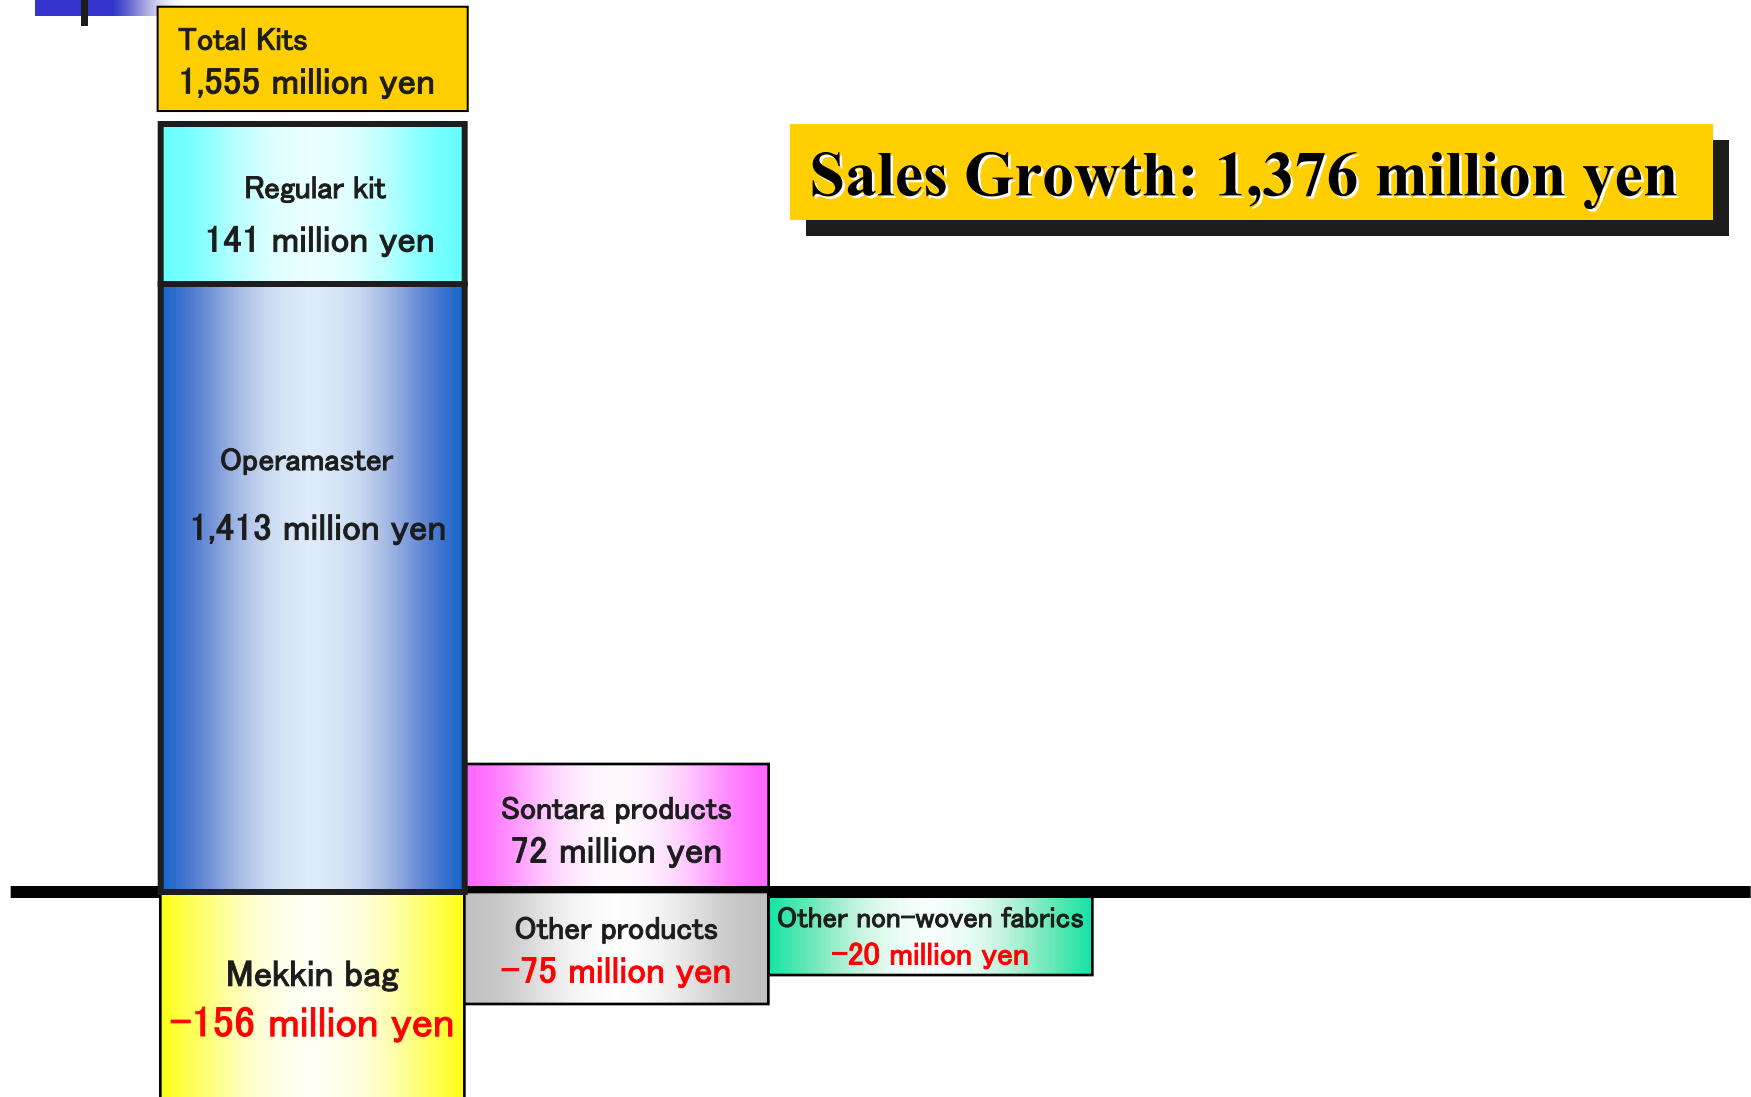 Total Kits
1,555 million yen
Sales Growth: 1,376 million yen
Regular kit
141 million yen
Operamaster
1,413 million yen
Sontara products
72 million yen
Other products
-75 million yen
Other non-woven fabrics
-20 million yen
Mekkin bag
-156 million yen